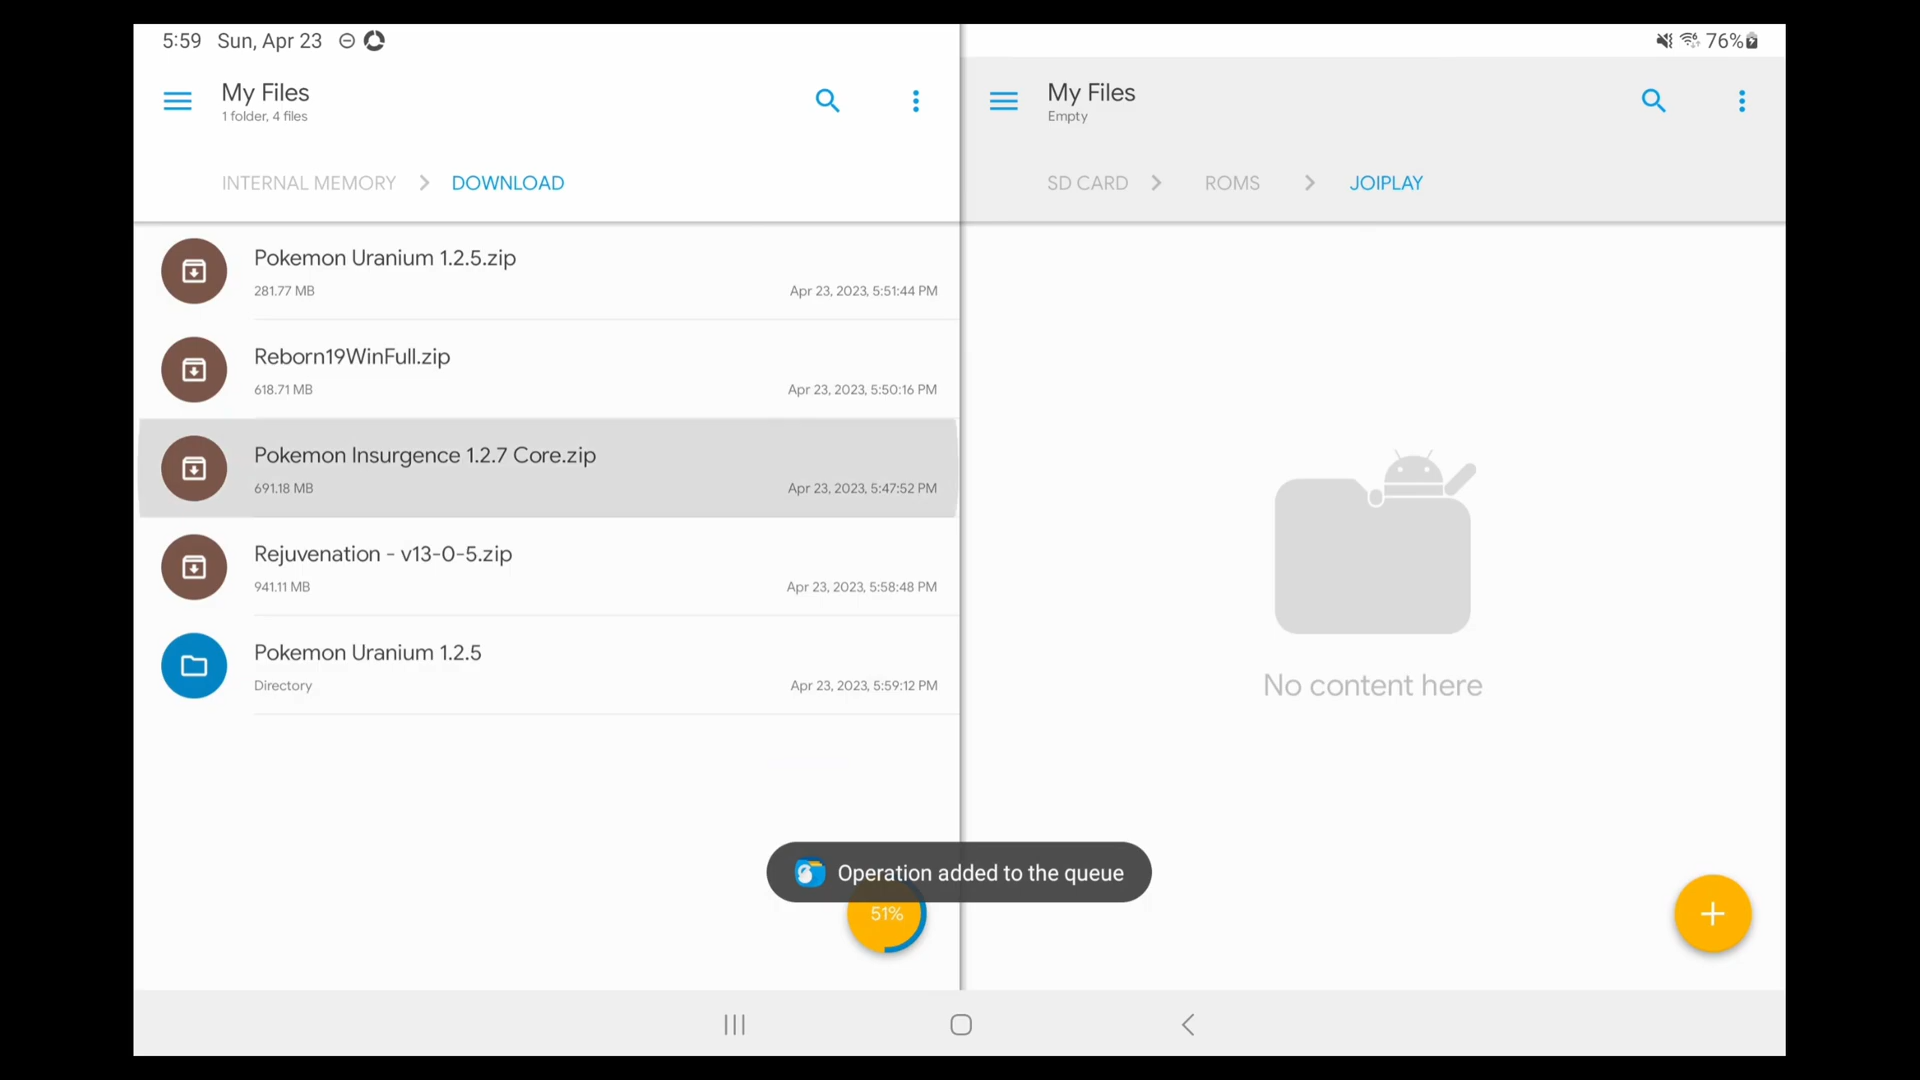 5:59 Sun, Apr 23
76%
My Files
1 folder, 4 files
INTERNAL MEMORY
DOWNLOAD
Pokemon Uranium 1.2.5.zip
281.77 MB
Apr 23, 2023, 5:51:44 PM
Reborn19WinFull.zip
618.71 MB
Apr 23, 2023, 5:50:16 PM
Pokemon Insurgence 1.2.7 Core.zip
691.18 MB
Apr 23, 2023, 5:47:52 PM
Rejuvenation - v13-0-5.zip
941.11 MB
Apr 23, 2023, 5:58:48 PM
Pokemon Uranium 1.2.5
Directory
Apr 23, 2023, 5:59:12 PM
My Files
Empty
SD CARD
ROMS
JOIPLAY
No content here
Operation added to the queue
51%